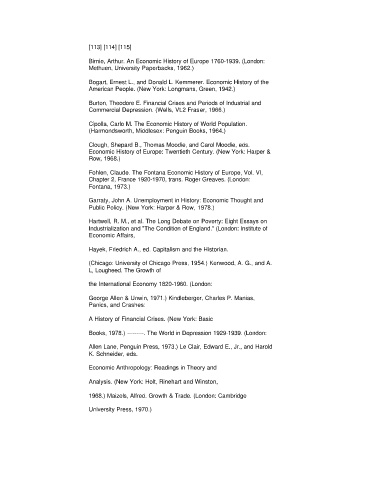 [113] [114] [115]
Birnie, Arthur. An Economic History of Europe 1760-1939. (London:
Methuen, University Paperbacks, 1962.)
Bogart, Ernest L., and Donald L. Kemmerer. Economic History of the
American People. (New York: Longmans, Green, 1942.)
Burton, Theodore E. Financial Crises and Periods of Industrial and
Commercial Depression. (Wells, Vt.2 Fraser, 1966.)
Cipolla, Carlo M. The Economic History of World Population.
(Harmondsworth, Middlesex: Penguin Books, 1964.)
Clough, Shepard B., Thomas Moodie, and Carol Moodie, eds.
Economic History of Europe: Twentieth Century. (New York: Harper &
Row, 1968.)
Fohlen, Claude. The Fontana Economic History of Europe, Vol. VI,
Chapter 2, France 1920-1970, trans. Roger Greaves. (London:
Fontana, 1973.)
Garraty, John A. Unemployment in History: Economic Thought and
Public Policy. (New York: Harper & Row, 1978.)
Hartwell, R. M., et al. The Long Debate on Poverty: Eight Essays on
Industrialization and "The Condition of England." (London: Institute of
Economic Affairs,
Hayek, Friedrich A., ed. Capitalism and the Historian.
(Chicago: University of Chicago Press, 1954.) Kenwood, A. G., and A.
L, Lougheed. The Growth of
the International Economy 1820-1960. (London:
George Allen & Unwin, 1971.) Kindleberger, Charles P. Manias,
Panics, and Crashes:
A History of Financial Crises. (New York: Basic
Books, 1978.) ———. The World in Depression 1929-1939. (London:
Allen Lane, Penguin Press, 1973.) Le Clair, Edward E., Jr., and Harold
K. Schneider, eds.
Economic Anthropology: Readings in Theory and
Analysis. (New York: Holt, Rinehart and Winston,
1968.) Maizels, Alfred. Growth & Trade. (London: Cambridge
University Press, 1970.)